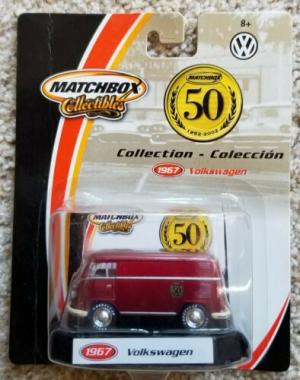 8+
MATCHBOX
Collectibles
MATCHBOX
50
1952-2002
Collection - Colección
1967 Volkswagen
MATCHBOX
Collectibles
50
1967 Volkswagen